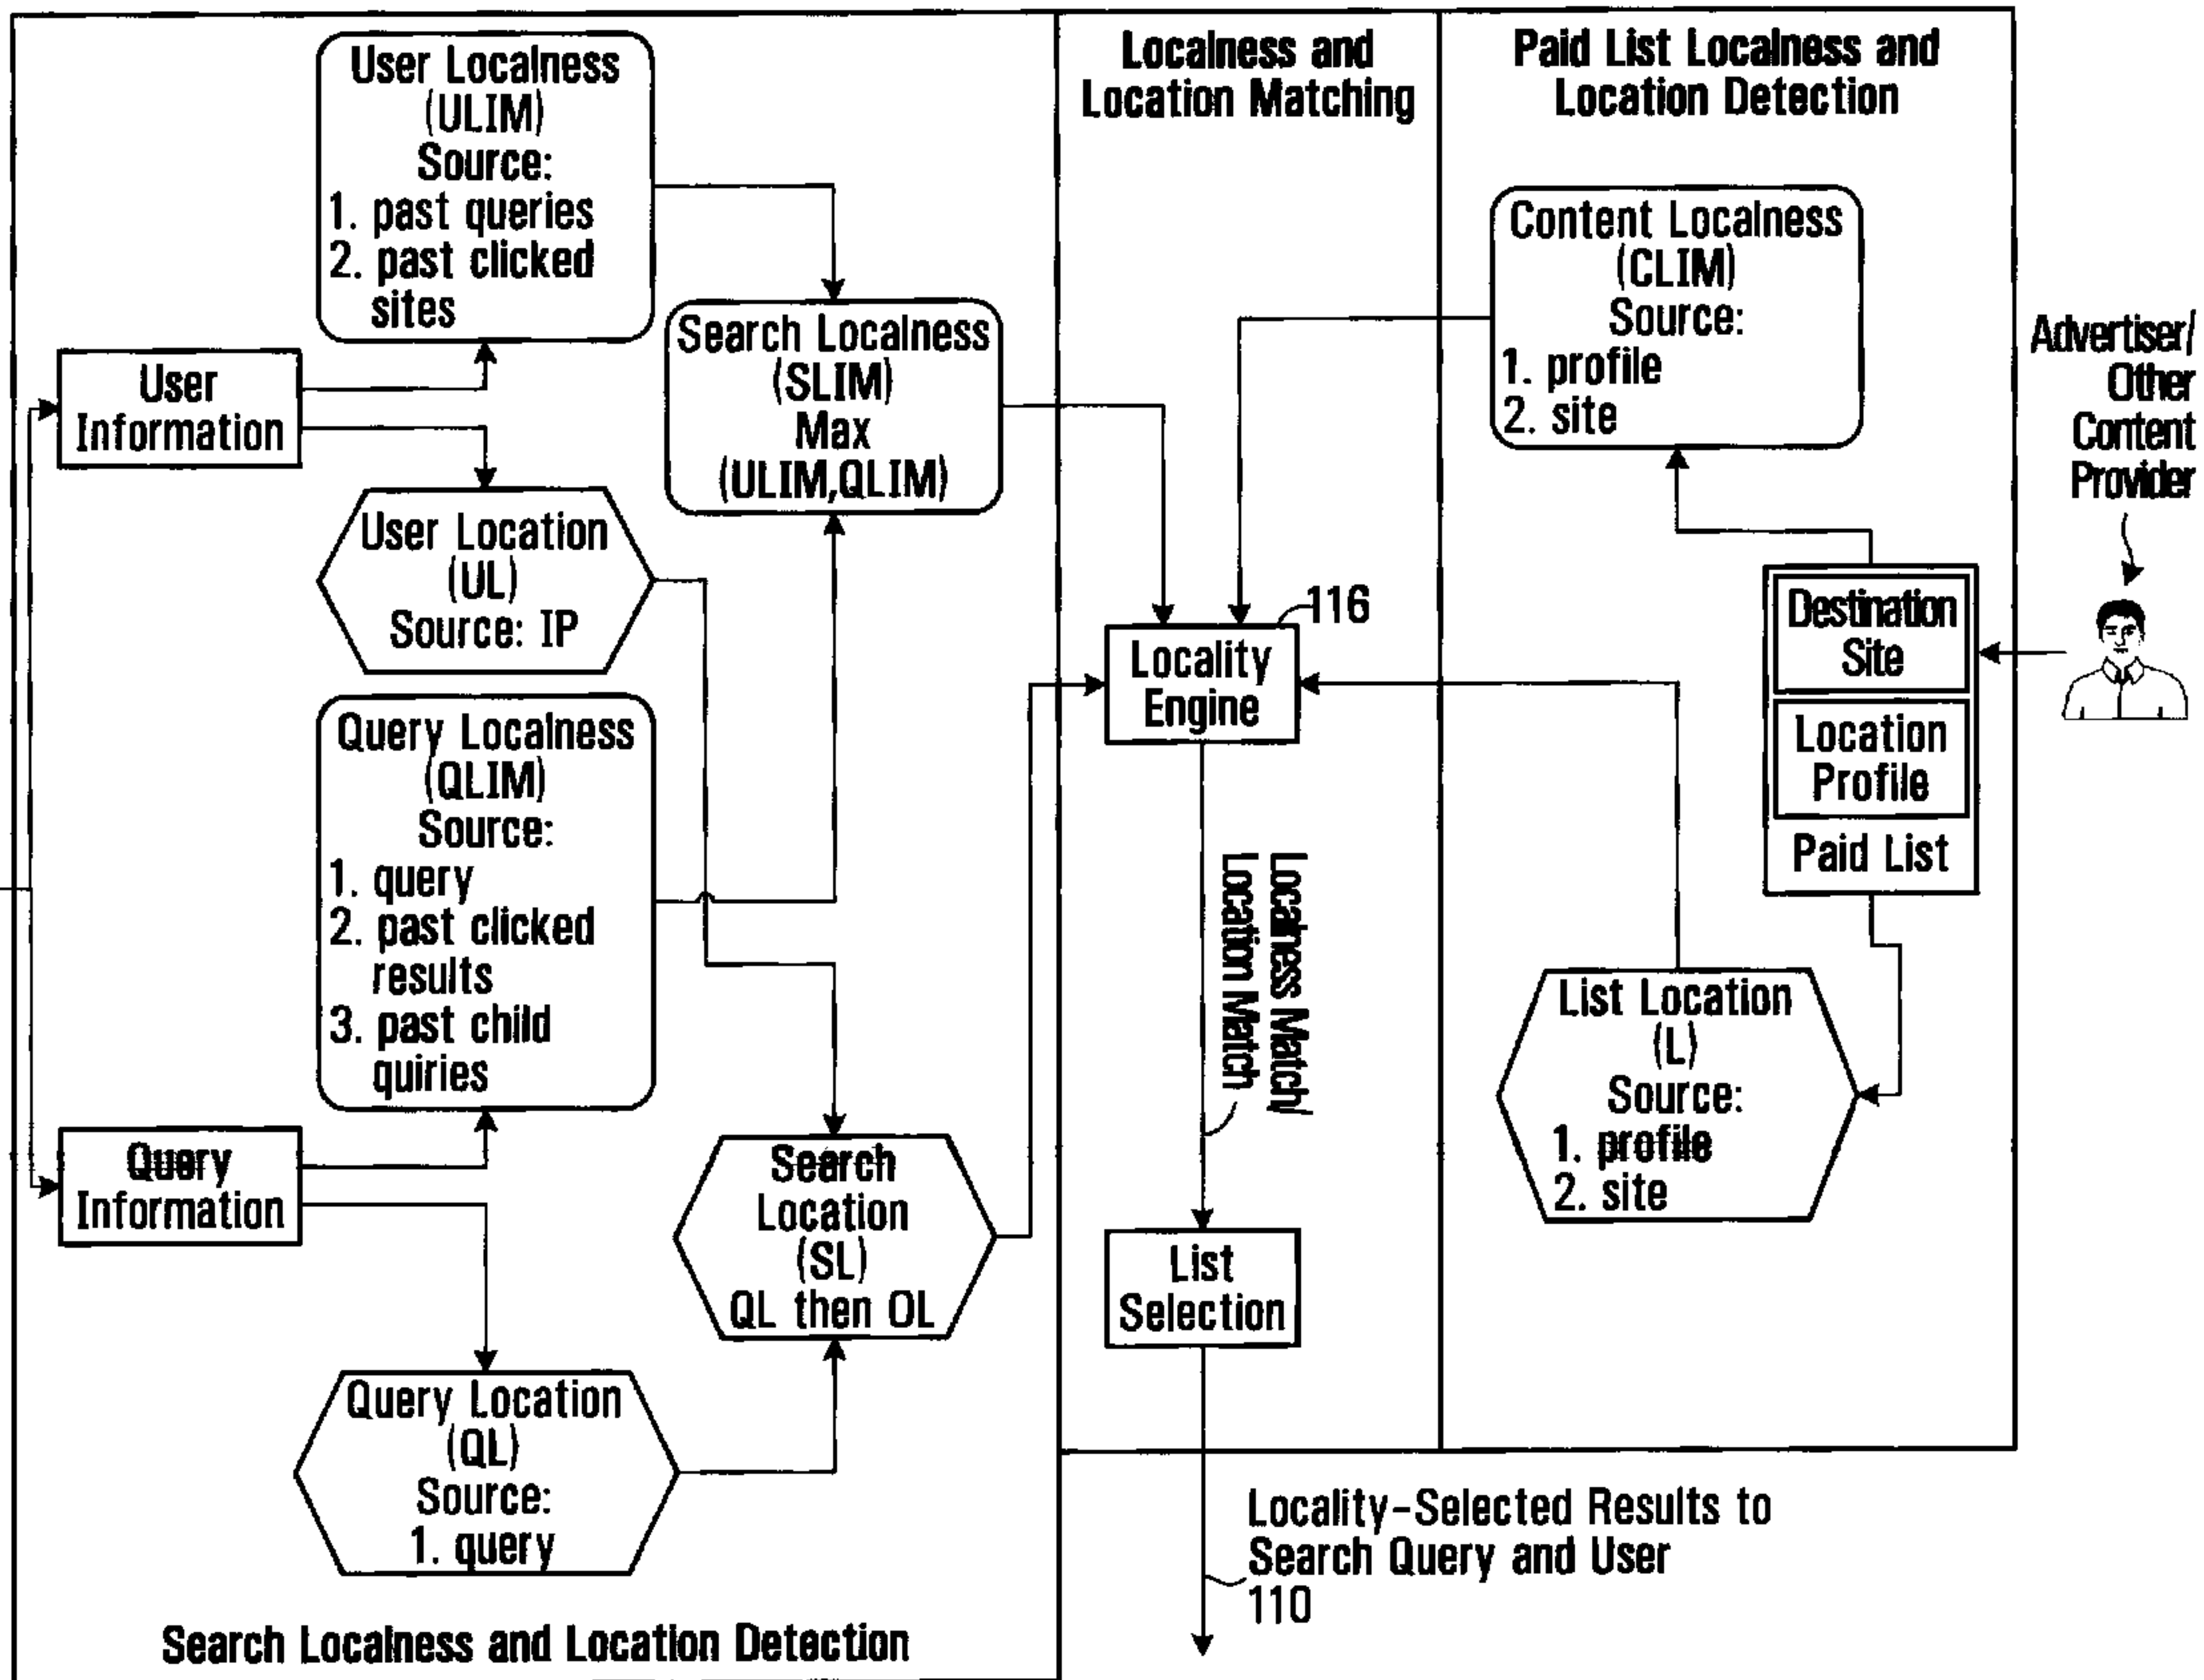 User Localness
(ULIM)
Source:
1. past queries
2. past clicked
sites
User
Information
User Location
(UL)
Source: IP
Search Localness
(SLIM)
Max
(ULIM,QLIM)
Query Localness
(QLIM)
Source:
1. query
2. past clicked
results
3. past child
quiries
Query
Information
Query Location
(QL)
Source:
1. query
Search
Location
(SL)
QL then OL
Search Localness and Location Detection
Localness and
Location Matching
116
Locality
Engine
Localness Match/
Location Match
List
Selection
Locality-Selected Results to
Search Query and User
110
Paid List Localness and
Location Detection
Content Localness
(CLIM)
Source:
1. profile
2. site
Destination
Site
Location
Profile
Paid List
List Location
(L)
Source:
1. profile
2. site
Advertiser/
Other
Content
Provider